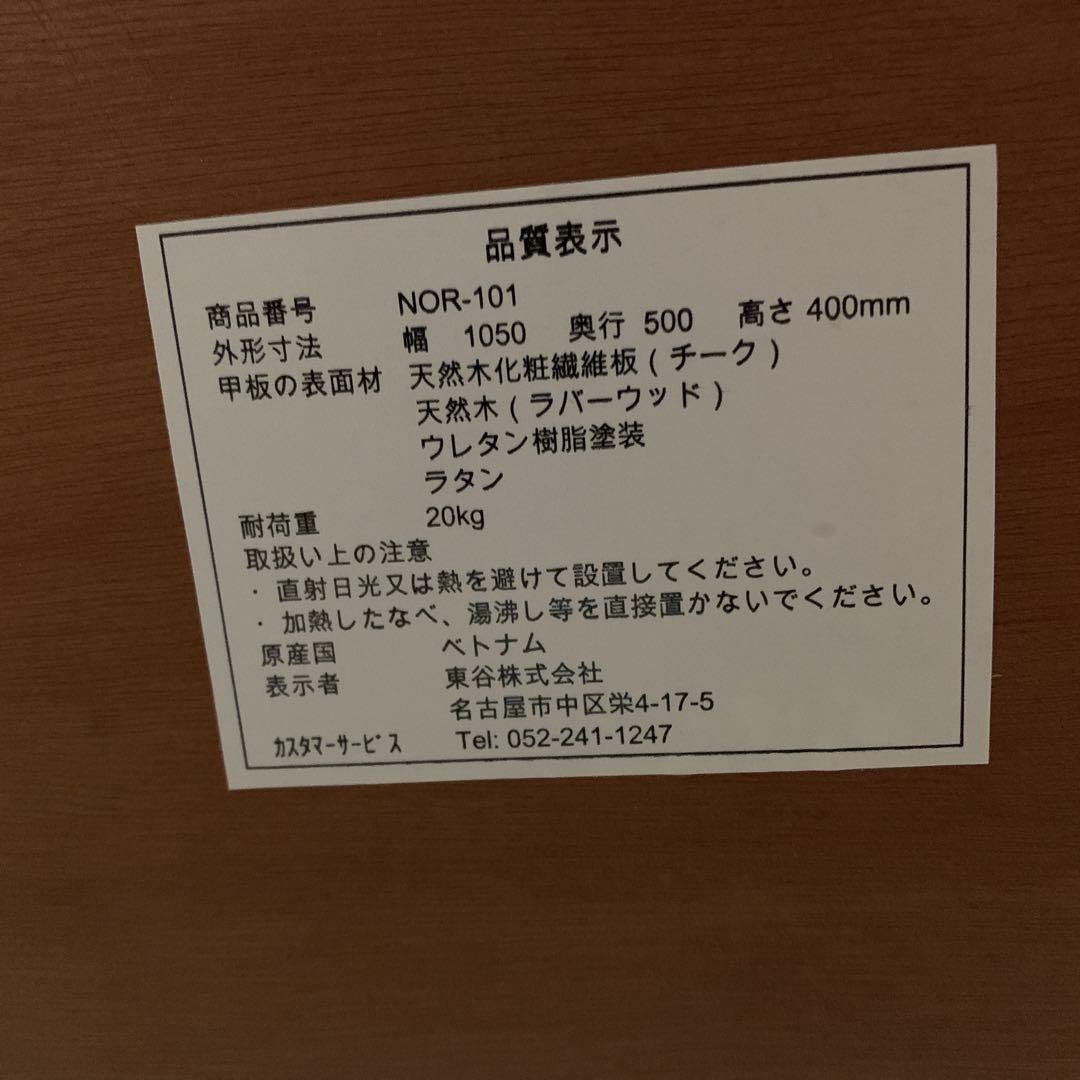 品質表示
商品番号 NOR-101
外形寸法 幅 1050 奥行 500 高さ 400mm
甲板の表面材 天然木化粧繊維板(チーク)
天然木(ラバーウッド)
ウレタン樹脂塗装
ラタン
耐荷重 20kg
取扱い上の注意
・直射日光又は熱を避けて設置してください。
・加熱したなべ、湯沸し等を直接置かないでください。
原産国 ベトナム
表示者 東谷株式会社
名古屋市中区栄4-17-5
ｶｽﾀﾏｰｻｰﾋﾞｽ Tel: 052-241-1247